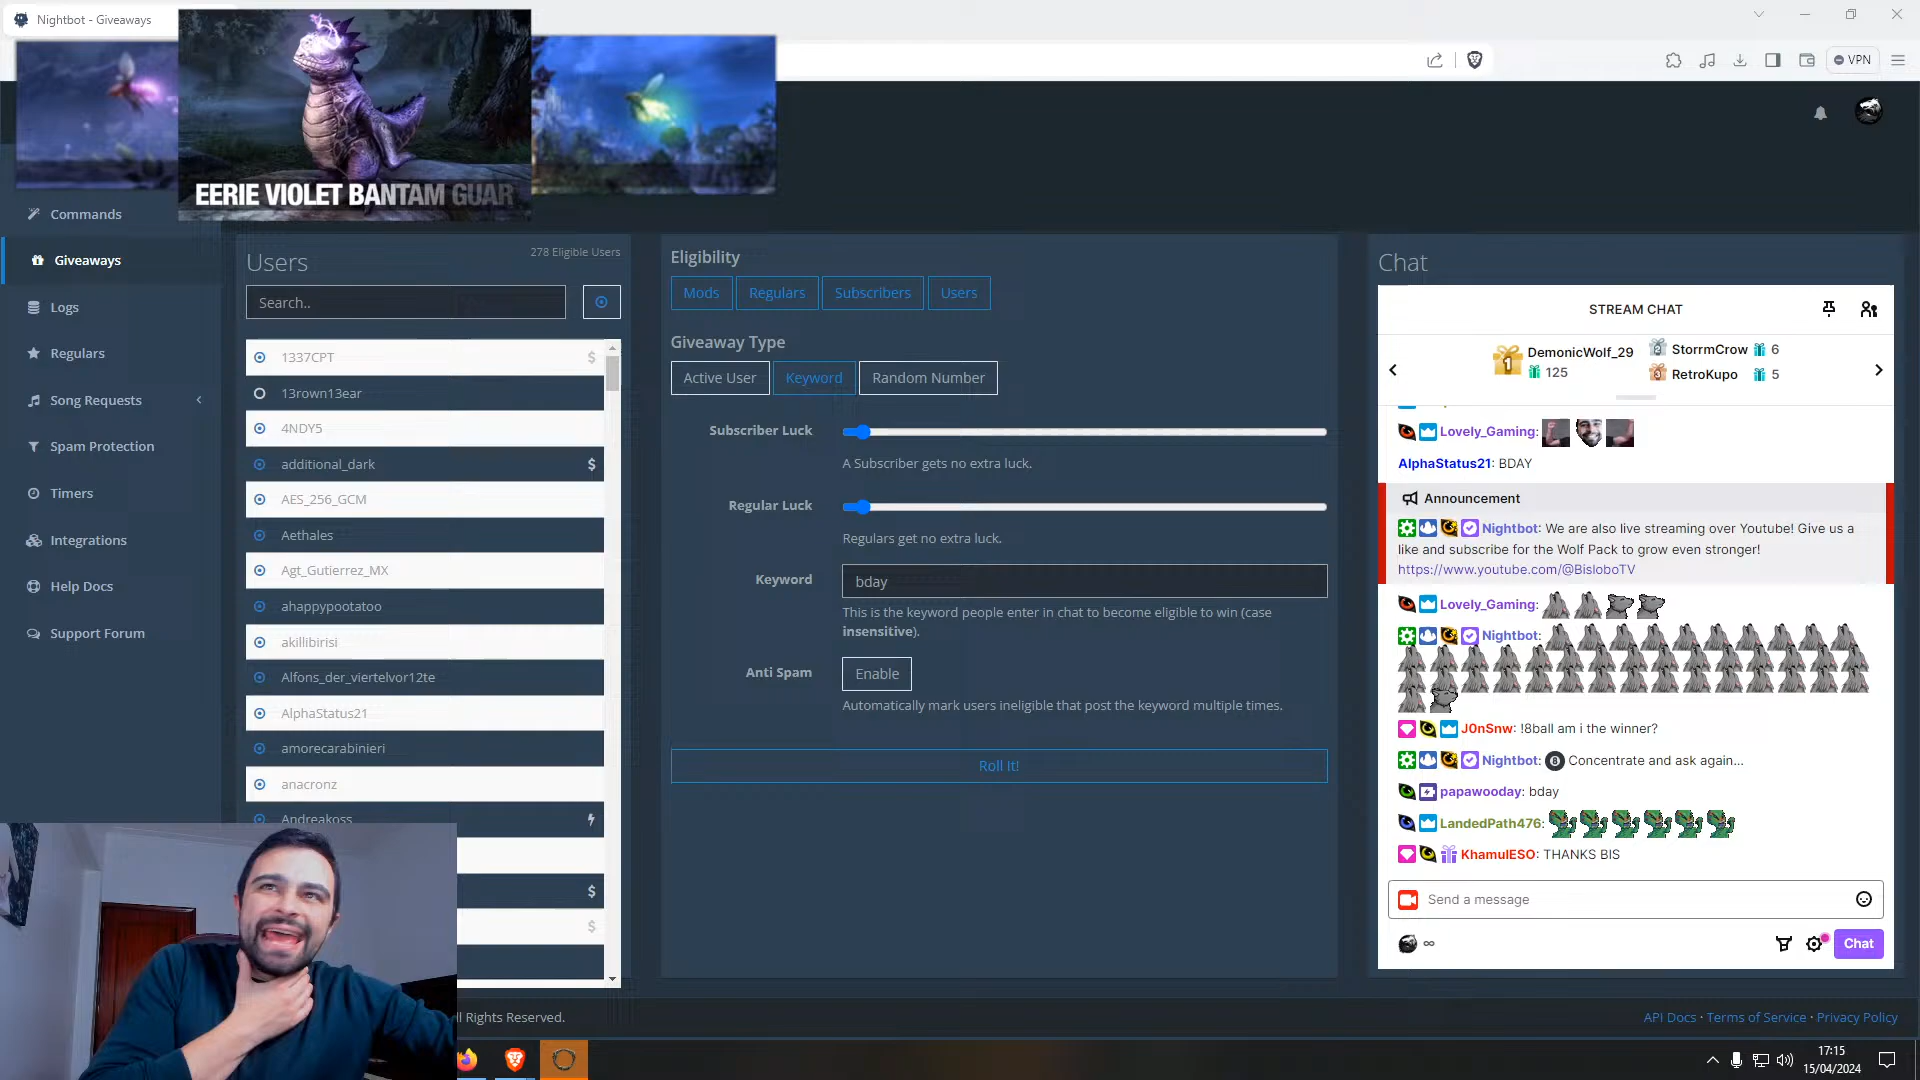 Nightbot - Giveaways
VPN
EERIE VIOLET BANTAM GUAR
Commands
Giveaways
Logs
Regulars
Song Requests
Spam Protection
Timers
Integrations
Help Docs
Support Forum
Users
278 Eligible Users
Search..
1337CPT $
13rown13ear
4NDY5
additional_dark $
AES_256_GCM
Aethales
Agt_Gutierrez_MX
ahappypootatoo
akillibirisi
Alfons_der_viertelvor12te
AlphaStatus21
amorecarabinieri
anacronz
Andreakoss
$
$
Eligibility
Mods Regulars Subscribers Users
Giveaway Type
Active User Keyword Random Number
Subscriber Luck
A Subscriber gets no extra luck.
Regular Luck
Regulars get no extra luck.
Keyword bday
This is the keyword people enter in chat to become eligible to win (case
insensitive).
Anti Spam Enable
Automatically mark users ineligible that post the keyword multiple times.
Roll It!
Chat
STREAM CHAT
1 DemonicWolf_29
125
2 StorrmCrow 6
3 RetroKupo 5
Lovely_Gaming:
AlphaStatus21: BDAY
Announcement
Nightbot: We are also live streaming over Youtube! Give us a
like and subscribe for the Wolf Pack to grow even stronger!
https://www.youtube.com/@BisloboTV
Lovely_Gaming:
Nightbot:
J0nSnw: !8ball am i the winner?
Nightbot: 8 Concentrate and ask again...
papawooday: bday
LandedPath476:
KhamulESO: THANKS BIS
Send a message
∞
Chat
ll Rights Reserved.
API Docs · Terms of Service · Privacy Policy
17:15
15/04/2024